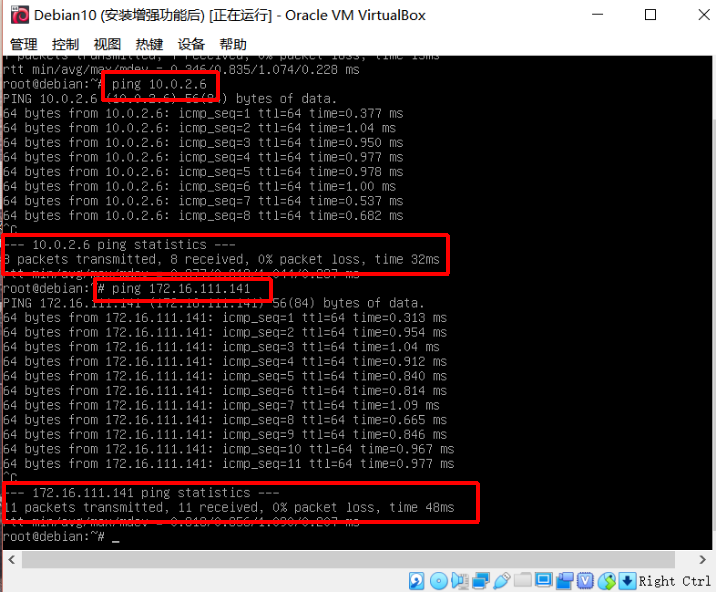 Debian10 (安装增强功能后) [正在运行] - Oracle VM VirtualBox
管理 控制 视图 热键 设备 帮助
packets transmitted, received, 0% packet loss, time 15ms
rtt min/avg/max/mdev = 0.346/0.835/1.074/0.228 ms
root@debian:~# ping 10.0.2.6
PING 10.0.2.6 (10.0.2.6) 56(84) bytes of data.
64 bytes from 10.0.2.6: icmp_seq=1 ttl=64 time=0.377 ms
64 bytes from 10.0.2.6: icmp_seq=2 ttl=64 time=1.04 ms
64 bytes from 10.0.2.6: icmp_seq=3 ttl=64 time=0.950 ms
64 bytes from 10.0.2.6: icmp_seq=4 ttl=64 time=0.977 ms
64 bytes from 10.0.2.6: icmp_seq=5 ttl=64 time=0.978 ms
64 bytes from 10.0.2.6: icmp_seq=6 ttl=64 time=1.00 ms
64 bytes from 10.0.2.6: icmp_seq=7 ttl=64 time=0.537 ms
64 bytes from 10.0.2.6: icmp_seq=8 ttl=64 time=0.682 ms
^C
--- 10.0.2.6 ping statistics ---
8 packets transmitted, 8 received, 0% packet loss, time 32ms
rtt min/avg/max/mdev = 0.377/0.818/1.044/0.237 ms
root@debian:~# ping 172.16.111.141
PING 172.16.111.141 (172.16.111.141) 56(84) bytes of data.
64 bytes from 172.16.111.141: icmp_seq=1 ttl=64 time=0.313 ms
64 bytes from 172.16.111.141: icmp_seq=2 ttl=64 time=0.954 ms
64 bytes from 172.16.111.141: icmp_seq=3 ttl=64 time=1.04 ms
64 bytes from 172.16.111.141: icmp_seq=4 ttl=64 time=0.912 ms
64 bytes from 172.16.111.141: icmp_seq=5 ttl=64 time=0.840 ms
64 bytes from 172.16.111.141: icmp_seq=6 ttl=64 time=0.814 ms
64 bytes from 172.16.111.141: icmp_seq=7 ttl=64 time=1.09 ms
64 bytes from 172.16.111.141: icmp_seq=8 ttl=64 time=0.665 ms
64 bytes from 172.16.111.141: icmp_seq=9 ttl=64 time=0.846 ms
64 bytes from 172.16.111.141: icmp_seq=10 ttl=64 time=0.967 ms
64 bytes from 172.16.111.141: icmp_seq=11 ttl=64 time=0.977 ms
^C
--- 172.16.111.141 ping statistics ---
11 packets transmitted, 11 received, 0% packet loss, time 48ms
rtt min/avg/max/mdev = ms
root@debian:~# _
Right Ctrl